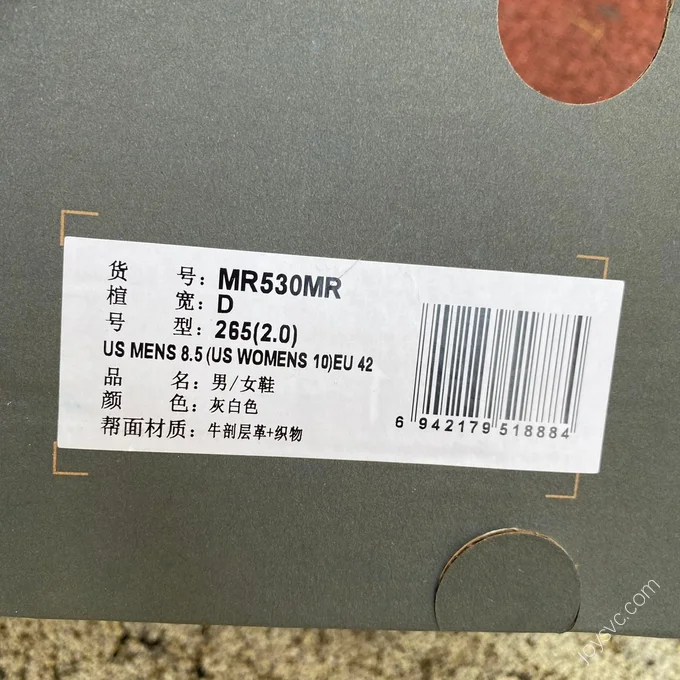 货 号: MR530MR
楦 宽: D
号 型: 265(2.0)
US MENS 8.5 (US WOMENS 10)EU 42
品 名: 男/女鞋
颜 色: 灰白色
帮面材质: 牛剖层革+织物
6 942179 518884
joysvc.com